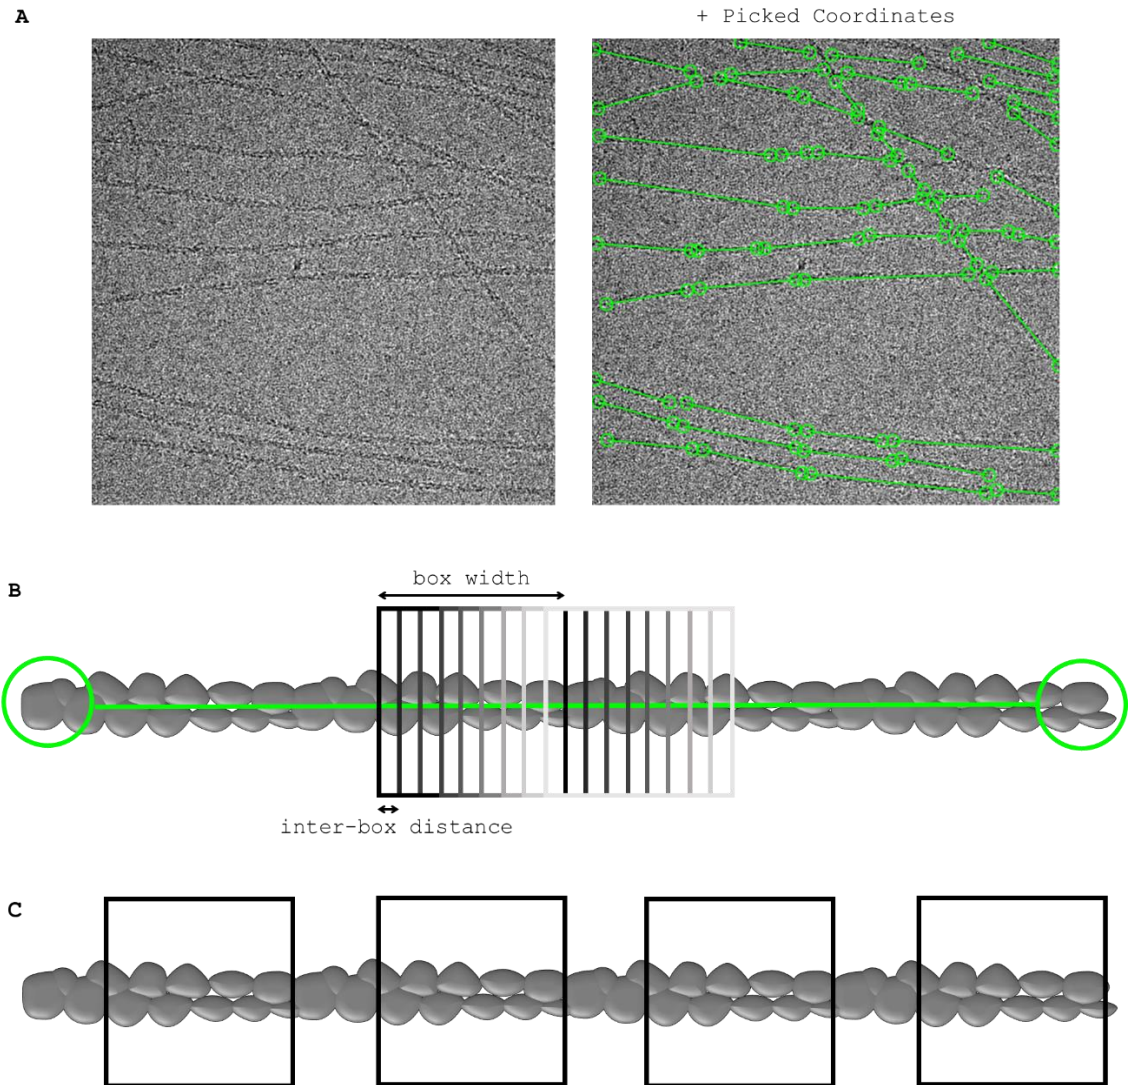 A
+ Picked Coordinates
B
box width
inter-box distance
C